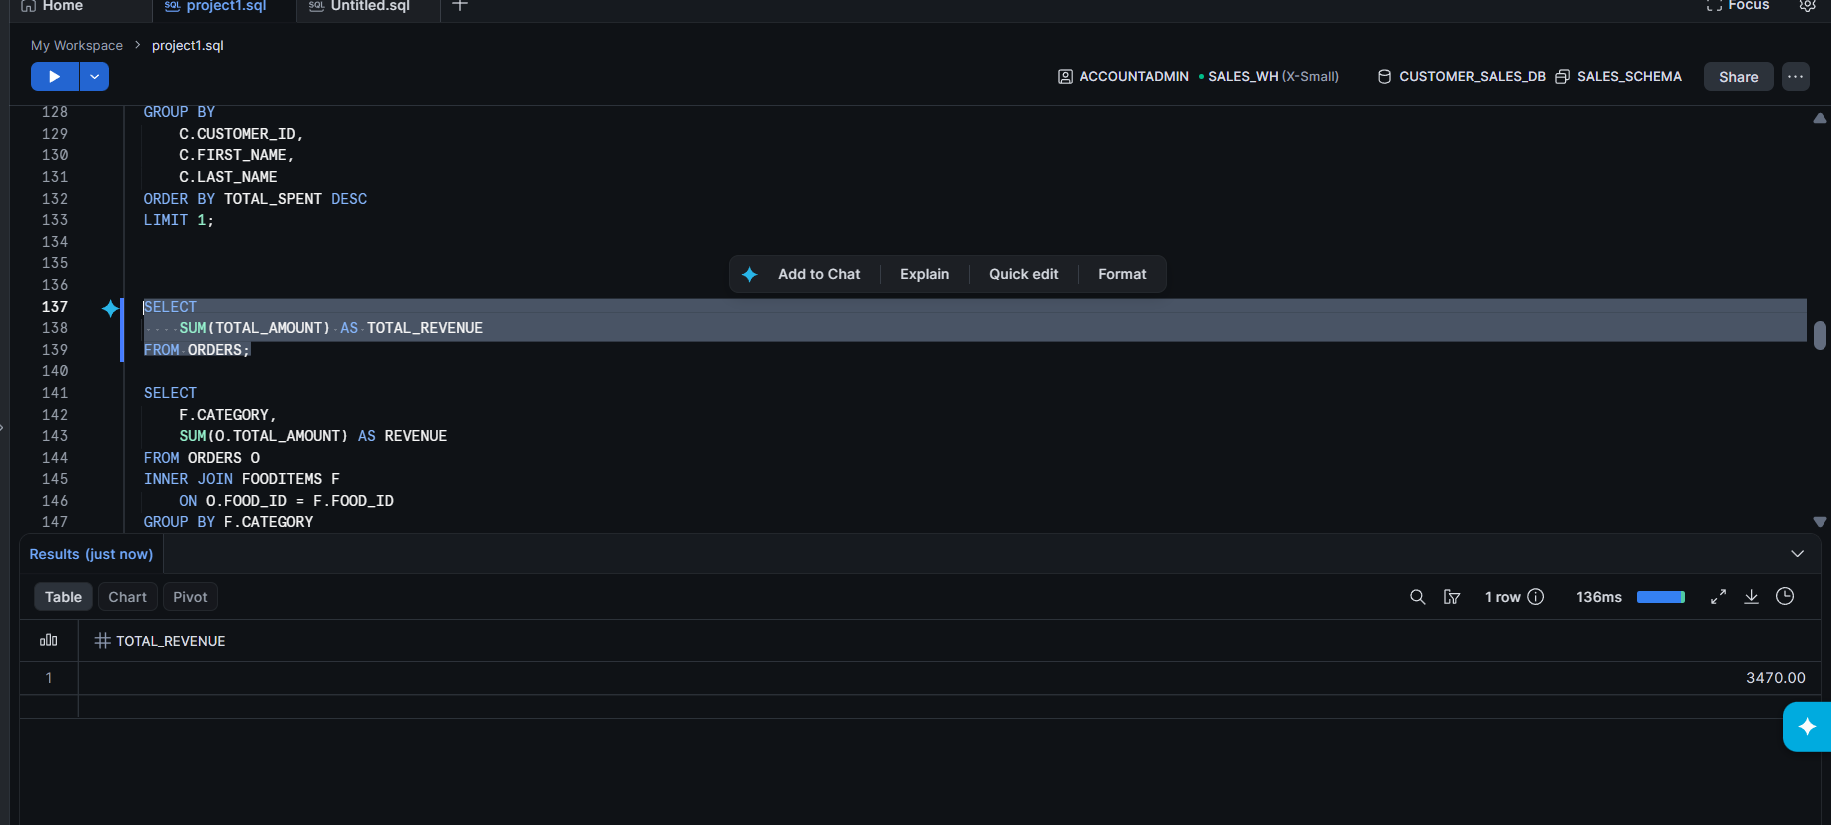 Home
SQL project1.sql
SQL Untitled.sql
Focus
My Workspace > project1.sql
ACCOUNTADMIN SALES_WH (X-Small) CUSTOMER_SALES_DB SALES_SCHEMA Share
128 GROUP BY
129 C.CUSTOMER_ID,
130 C.FIRST_NAME,
131 C.LAST_NAME
132 ORDER BY TOTAL_SPENT DESC
133 LIMIT 1;
134
135
136
Add to Chat Explain Quick edit Format
137 SELECT
138 SUM(TOTAL_AMOUNT) AS TOTAL_REVENUE
139 FROM ORDERS;
140
141 SELECT
142 F.CATEGORY,
143 SUM(O.TOTAL_AMOUNT) AS REVENUE
144 FROM ORDERS O
145 INNER JOIN FOODITEMS F
146 ON O.FOOD_ID = F.FOOD_ID
147 GROUP BY F.CATEGORY
Results (just now)
Table Chart Pivot 1 row 136ms
TOTAL_REVENUE
1 3470.00